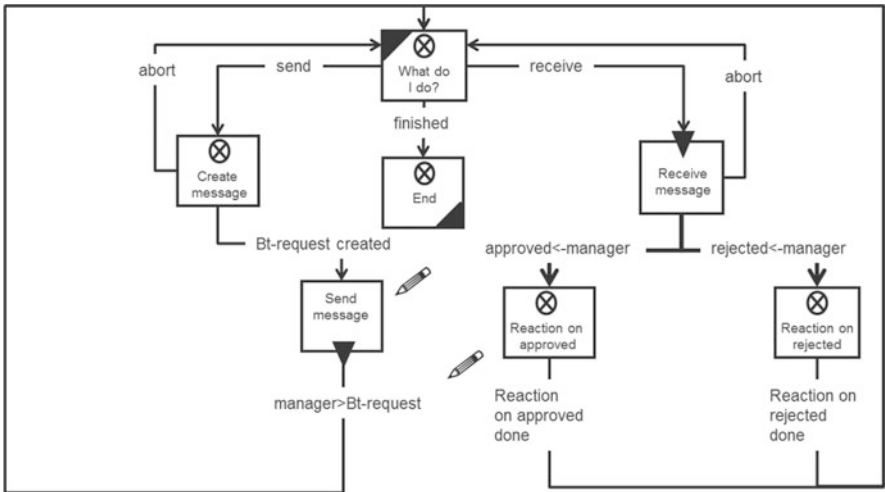 What do
I do?
abort
send
receive
abort
finished
Create
message
End
Receive
message
Bt-request created
approved<-manager
rejected<-manager
Send
message
Reaction on
approved
Reaction on
rejected
manager>Bt-request
Reaction
on approved
done
Reaction on
rejected
done